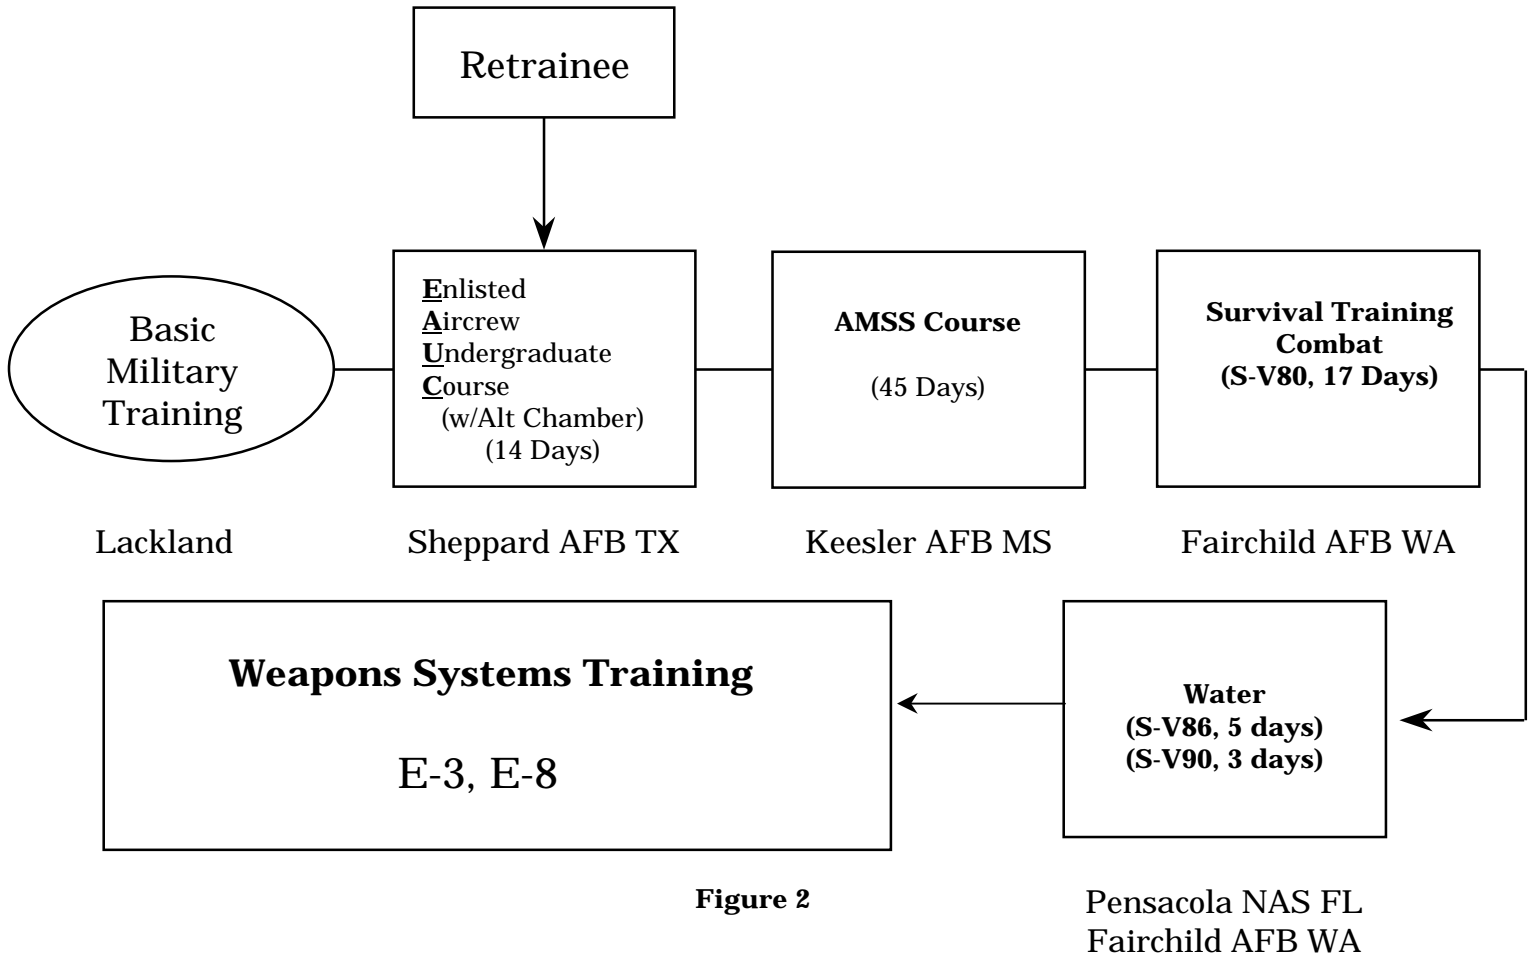 Retrainee
Basic
Military
Training
Enlisted
Aircrew
Undergraduate
Course
(w/Alt Chamber)
(14 Days)
AMSS Course
(45 Days)
Survival Training
Combat
(S-V80, 17 Days)
Lackland
Sheppard AFB TX
Keesler AFB MS
Fairchild AFB WA
Weapons Systems Training
E-3, E-8
Water
(S-V86, 5 days)
(S-V90, 3 days)
Figure 2
Pensacola NAS FL
Fairchild AFB WA